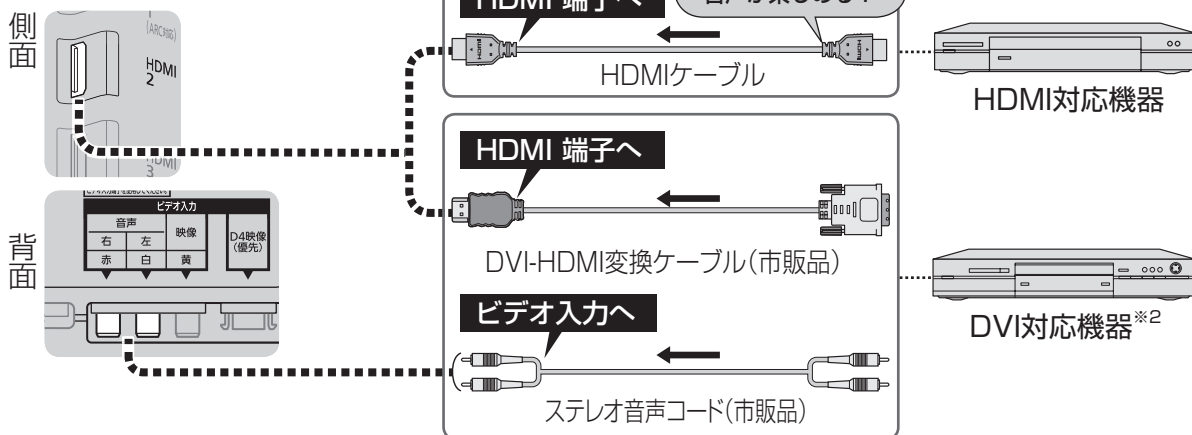 側面
(ARC対応)
HDMI
2
HDMI
3
HDMI 端子へ
HDMIケーブル
HDMI対応機器
HDMI 端子へ
DVI-HDMI変換ケーブル(市販品)
背面
ビデオ入力
音声
映像
D4映像
(優先)
右
左
赤
白
黄
DVI対応機器※2
ビデオ入力へ
ステレオ音声コード(市販品)